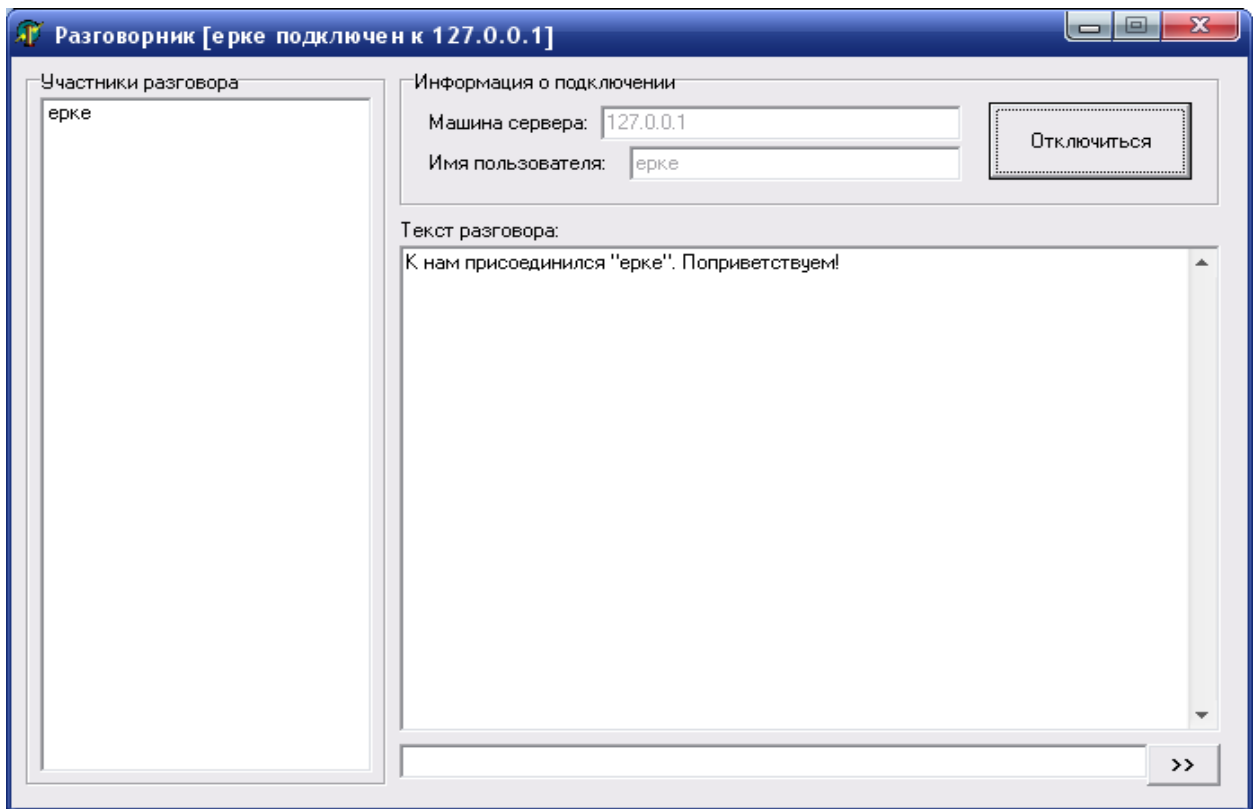 Разговорник [ерке подключен к 127.0.0.1]
Участники разговора
ерке
Информация о подключении
Машина сервера: 127.0.0.1
Имя пользователя: ерке
Отключиться
Текст разговора:
К нам присоединился "ерке". Поприветствуем!
>>